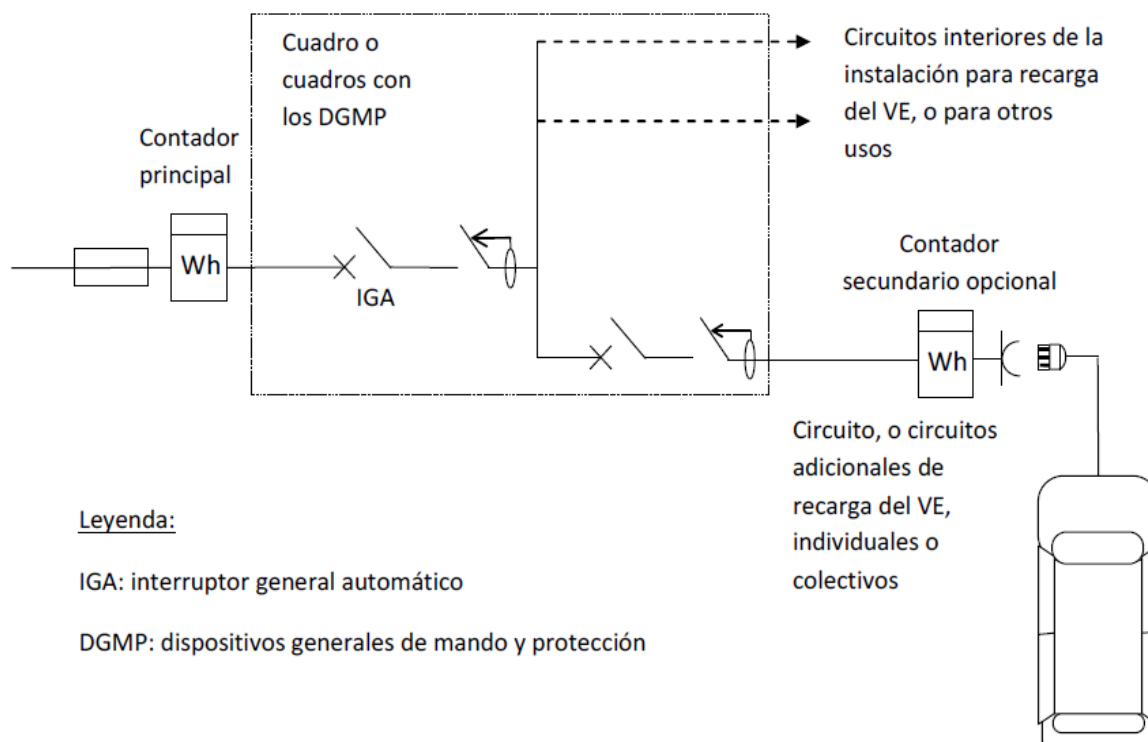 Cuadro o
cuadros con
los DGMP
Circuitos interiores de la
instalación para recarga
del VE, o para otros
usos
Contador
principal
Wh
IGA
Contador
secundario opcional
Wh
Circuito, o circuitos
adicionales de
recarga del VE,
individuales o
colectivos
Leyenda:
IGA: interruptor general automático
DGMP: dispositivos generales de mando y protección